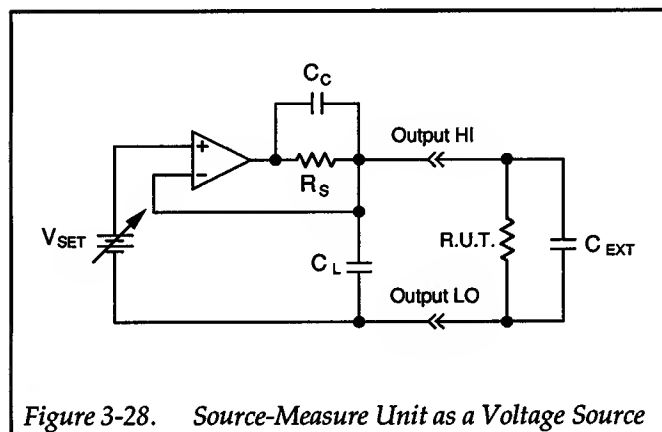 C_C
Output HI
+
−
R_S
V_SET
R.U.T.
C_EXT
C_L
Output LO
Figure 3-28. Source-Measure Unit as a Voltage Source